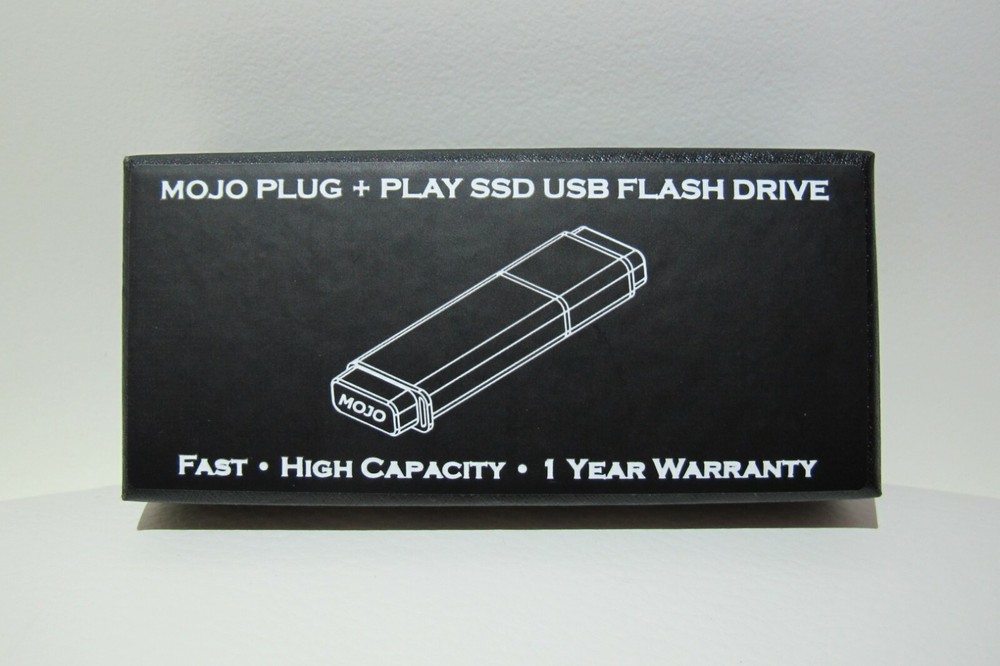 MOJO PLUG + PLAY SSD USB FLASH DRIVE
MOJO
FAST • HIGH CAPACITY • 1 YEAR WARRANTY